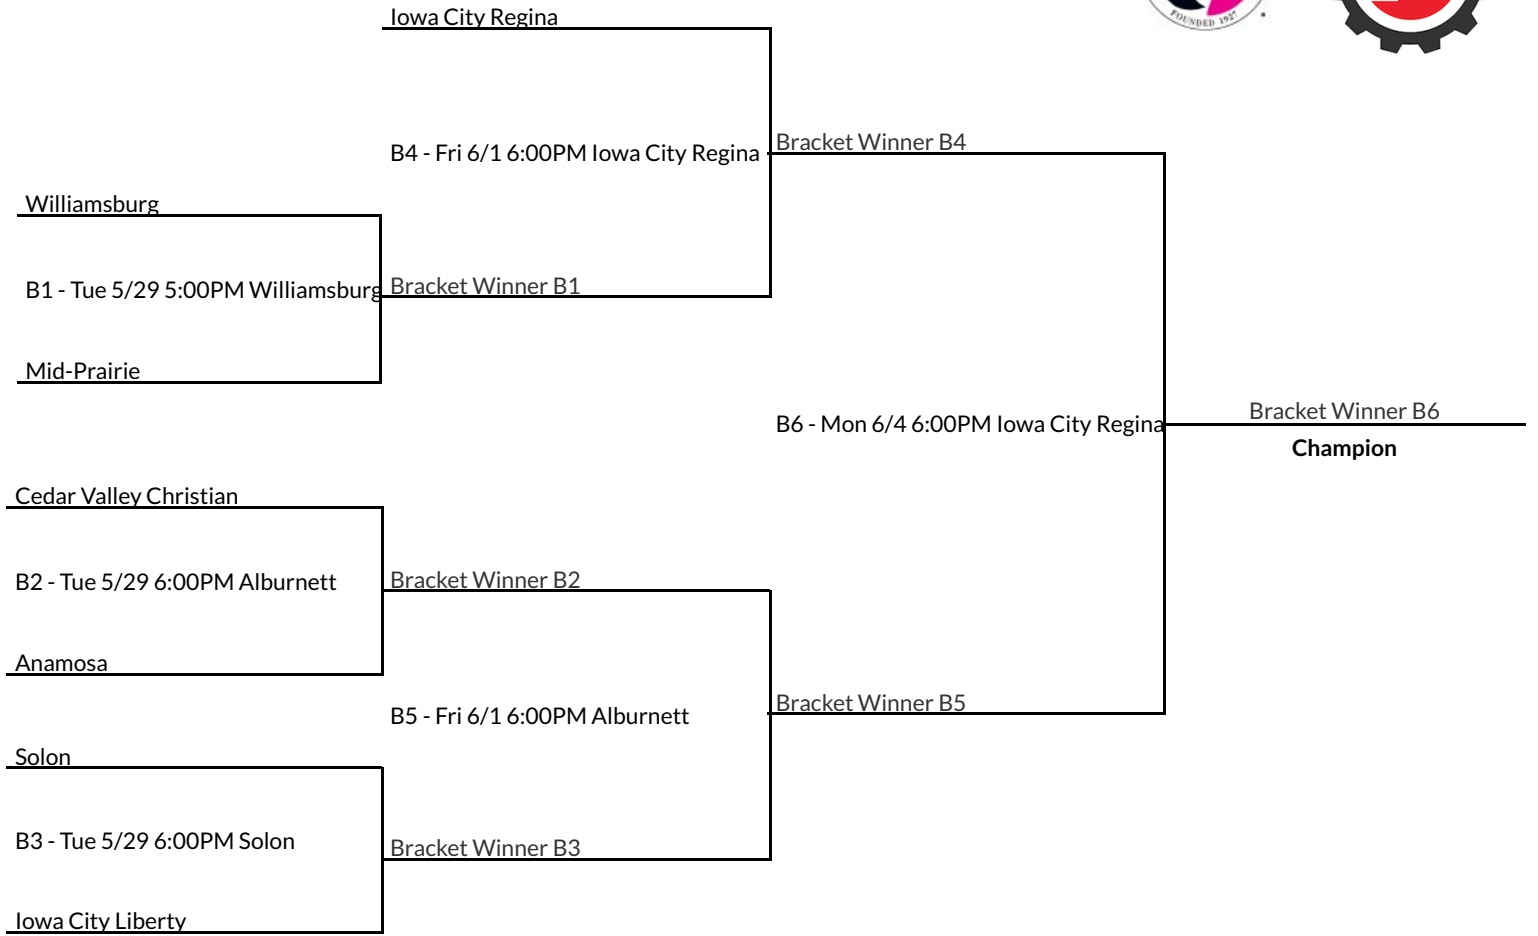 Iowa City Regina
FOUNDED 1927
B4 - Fri 6/1 6:00PM Iowa City Regina
Bracket Winner B4
Williamsburg
B1 - Tue 5/29 5:00PM Williamsburg
Bracket Winner B1
Mid-Prairie
B6 - Mon 6/4 6:00PM Iowa City Regina
Bracket Winner B6
Champion
Cedar Valley Christian
B2 - Tue 5/29 6:00PM Alburnett
Bracket Winner B2
Anamosa
B5 - Fri 6/1 6:00PM Alburnett
Bracket Winner B5
Solon
B3 - Tue 5/29 6:00PM Solon
Bracket Winner B3
Iowa City Liberty